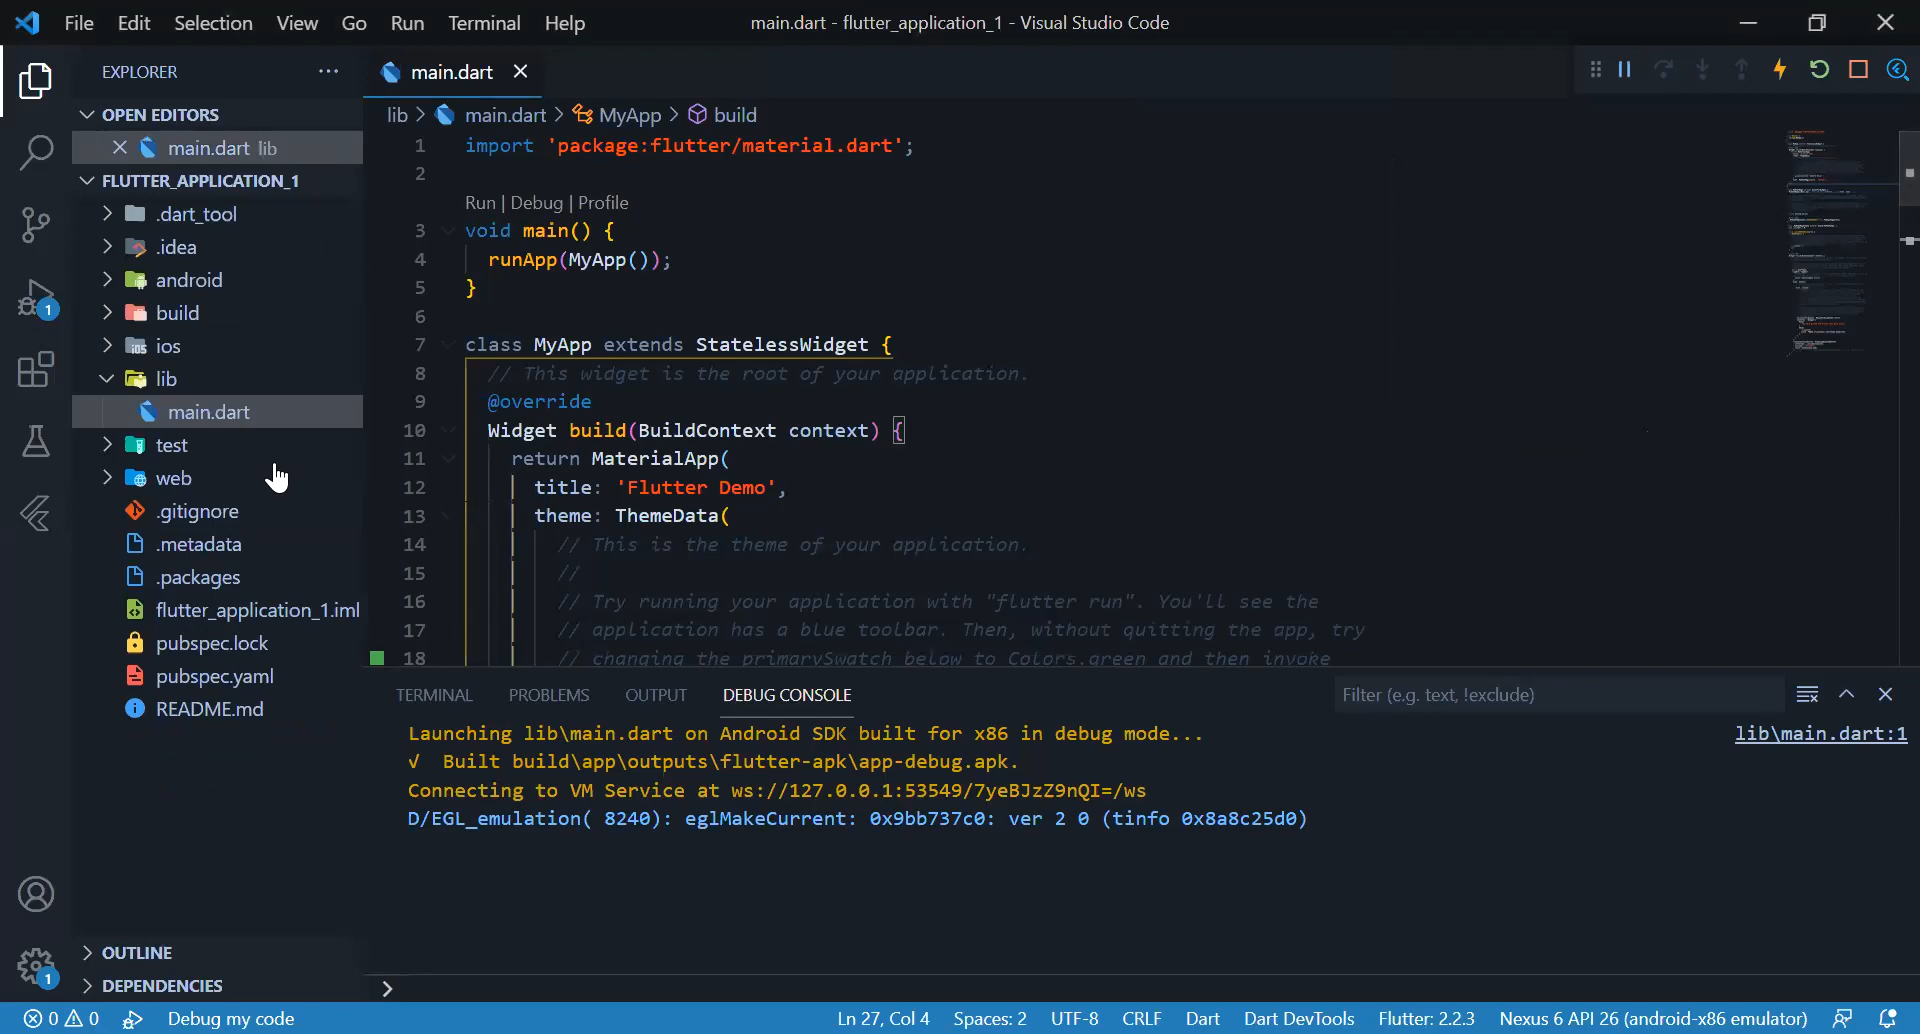 File Edit Selection View Go Run Terminal Help
main.dart - flutter_application_1 - Visual Studio Code
EXPLORER
OPEN EDITORS
main.dart lib
FLUTTER_APPLICATION_1
.dart_tool
.idea
android
build
ios
lib
main.dart
test
web
.gitignore
.metadata
.packages
flutter_application_1.iml
pubspec.lock
pubspec.yaml
README.md
OUTLINE
DEPENDENCIES
1
1
main.dart
lib > main.dart > MyApp > build
1 import 'package:flutter/material.dart';
2
Run | Debug | Profile
3 void main() {
4 runApp(MyApp());
5 }
6
7 class MyApp extends StatelessWidget {
8 // This widget is the root of your application.
9 @override
10 Widget build(BuildContext context) {
11 return MaterialApp(
12 title: 'Flutter Demo',
13 theme: ThemeData(
14 // This is the theme of your application.
15 //
16 // Try running your application with "flutter run". You'll see the
17 // application has a blue toolbar. Then, without quitting the app, try
18 // changing the primarySwatch below to Colors.green and then invoke
TERMINAL PROBLEMS OUTPUT DEBUG CONSOLE
Filter (e.g. text, !exclude)
Launching lib\main.dart on Android SDK built for x86 in debug mode...
lib\main.dart:1
√ Built build\app\outputs\flutter-apk\app-debug.apk.
Connecting to VM Service at ws://127.0.0.1:53549/7yeBJzZ9nQI=/ws
D/EGL_emulation( 8240): eglMakeCurrent: 0x9bb737c0: ver 2 0 (tinfo 0x8a8c25d0)
>
0 0 Debug my code
Ln 27, Col 4 Spaces: 2 UTF-8 CRLF Dart Dart DevTools Flutter: 2.2.3 Nexus 6 API 26 (android-x86 emulator)